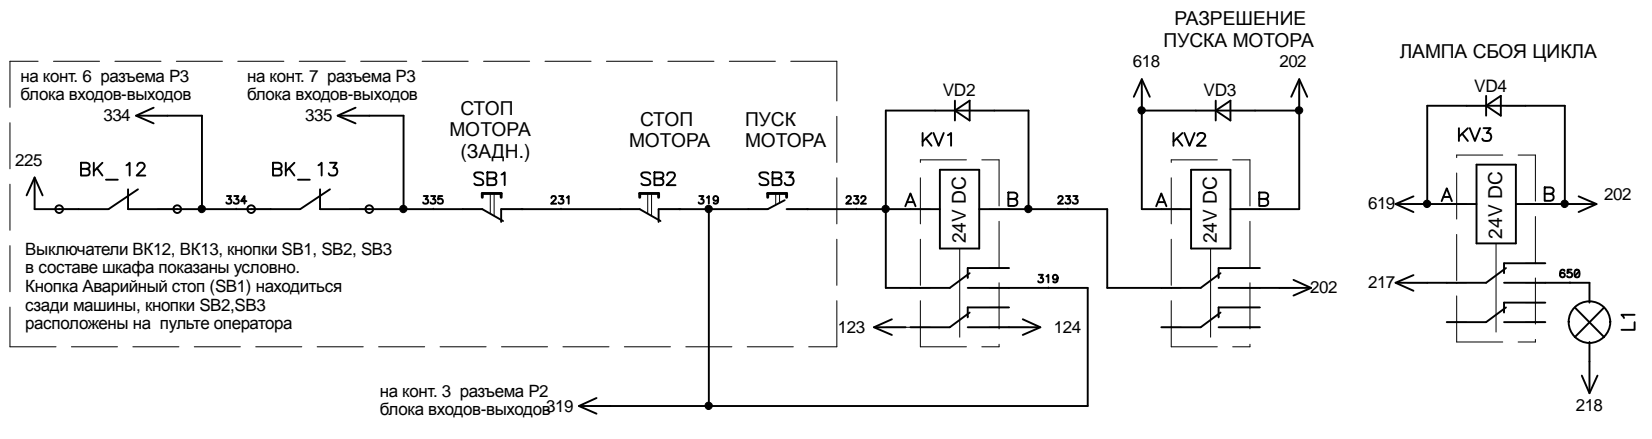 РАЗРЕШЕНИЕ
ПУСКА МОТОРА
ЛАМПА СБОЯ ЦИКЛА
618
202
на конт. 6 разъема Р3
блока входов-выходов
334
на конт. 7 разъема Р3
блока входов-выходов
335
СТОП
МОТОРА
(ЗАДН.)
СТОП
МОТОРА
ПУСК
МОТОРА
VD2
VD3
VD4
KV1
KV2
KV3
225
BK_12
BK_13
SB1
SB2
SB3
334
335
231
319
232
A
24V DC
B
233
A
24V DC
B
619
A
24V DC
B
202
Выключатели ВК12, ВК13, кнопки SB1, SB2, SB3
в составе шкафа показаны условно.
Кнопка Аварийный стоп (SB1) находиться
сзади машины, кнопки SB2,SB3
расположены на пульте оператора
319
202
217
650
123
124
L1
на конт. 3 разъема Р2
блока входов-выходов
319
218